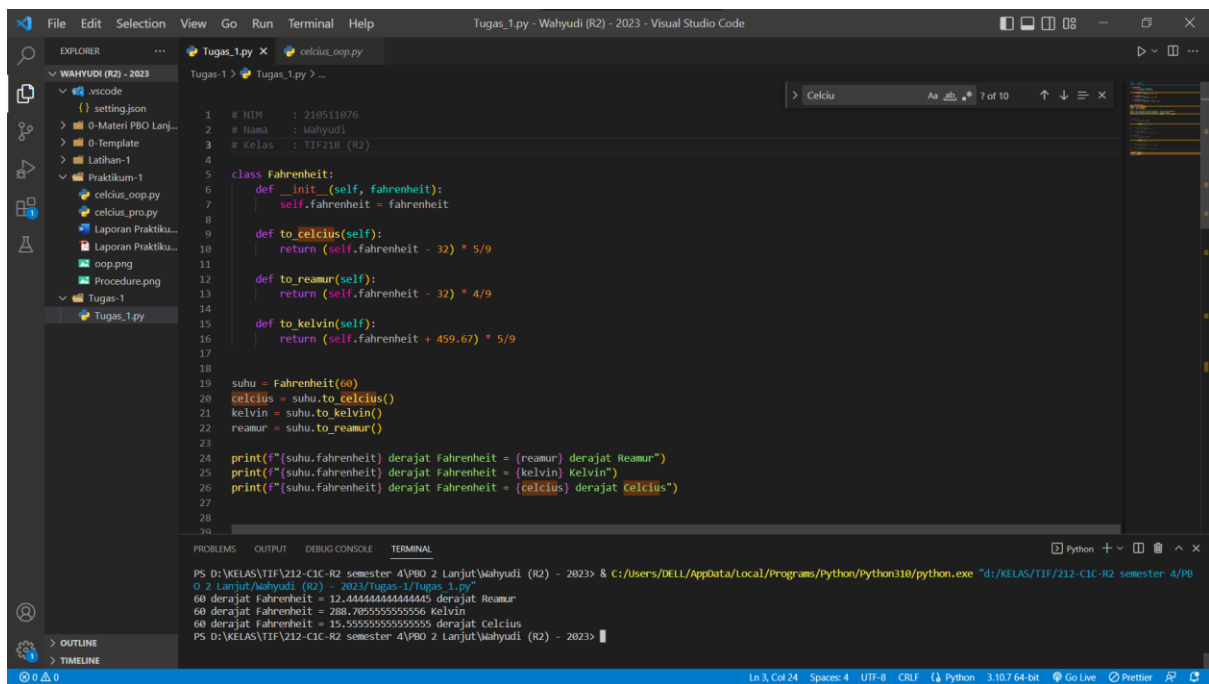 File Edit Selection View Go Run Terminal Help
Tugas_1.py - Wahyudi (R2) - 2023 - Visual Studio Code
EXPLORER
WAHYUDI (R2) - 2023
.vscode
{} setting.json
0-Materi PBO Lanj...
0-Template
Latihan-1
Praktikum-1
celcius_oop.py
celcius_pro.py
Laporan Praktiku...
Laporan Praktiku...
oop.png
Procedure.png
Tugas-1
Tugas_1.py
OUTLINE
TIMELINE
Tugas_1.py
celcius_oop.py
Tugas-1 > Tugas_1.py > ...
> Celciu Aa ab .* ? of 10
1 # NIM : 210511076
2 # Nama : Wahyudi
3 # Kelas : TIF21B (R2)
4
5 class Fahrenheit:
6 def __init__(self, fahrenheit):
7 self.fahrenheit = fahrenheit
8
9 def to_celcius(self):
10 return (self.fahrenheit - 32) * 5/9
11
12 def to_reamur(self):
13 return (self.fahrenheit - 32) * 4/9
14
15 def to_kelvin(self):
16 return (self.fahrenheit + 459.67) * 5/9
17
18
19 suhu = Fahrenheit(60)
20 celcius = suhu.to_celcius()
21 kelvin = suhu.to_kelvin()
22 reamur = suhu.to_reamur()
23
24 print(f"{suhu.fahrenheit} derajat Fahrenheit = {reamur} derajat Reamur")
25 print(f"{suhu.fahrenheit} derajat Fahrenheit = {kelvin} Kelvin")
26 print(f"{suhu.fahrenheit} derajat Fahrenheit = {celcius} derajat Celcius")
27
28
29
PROBLEMS OUTPUT DEBUG CONSOLE TERMINAL
Python
PS D:\KELAS\TIF\212-C1C-R2 semester 4\PBO 2 Lanjut\Wahyudi (R2) - 2023> & C:/Users/DELL/AppData/Local/Programs/Python/Python310/python.exe "d:/KELAS/TIF/212-C1C-R2 semester 4/PB
O 2 Lanjut/Wahyudi (R2) - 2023/Tugas-1/Tugas_1.py"
60 derajat Fahrenheit = 12.444444444444445 derajat Reamur
60 derajat Fahrenheit = 288.7055555555556 Kelvin
60 derajat Fahrenheit = 15.555555555555555 derajat Celcius
PS D:\KELAS\TIF\212-C1C-R2 semester 4\PBO 2 Lanjut\Wahyudi (R2) - 2023>
0 0 Ln 3, Col 24 Spaces: 4 UTF-8 CRLF Python 3.10.7 64-bit Go Live Prettier